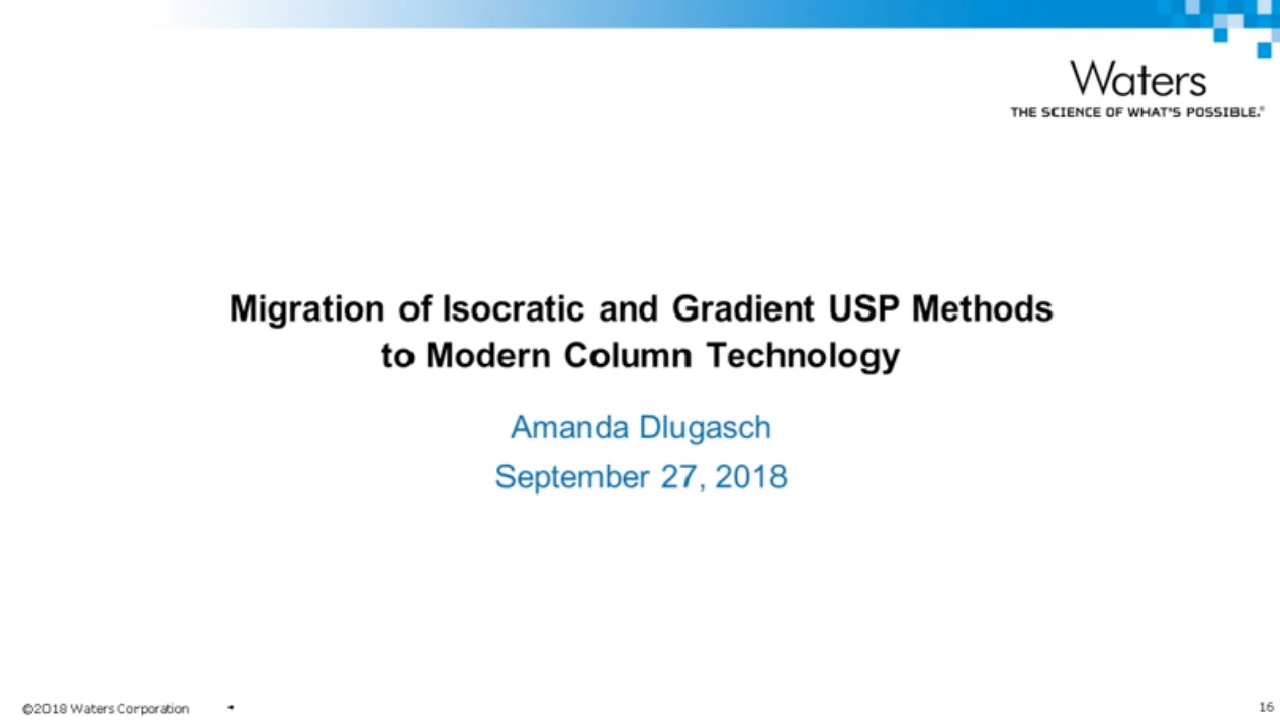 Waters
THE SCIENCE OF WHAT'S POSSIBLE.®
Migration of Isocratic and Gradient USP Methods
to Modern Column Technology
Amanda Dlugasch
September 27, 2018
©2018 Waters Corporation
16